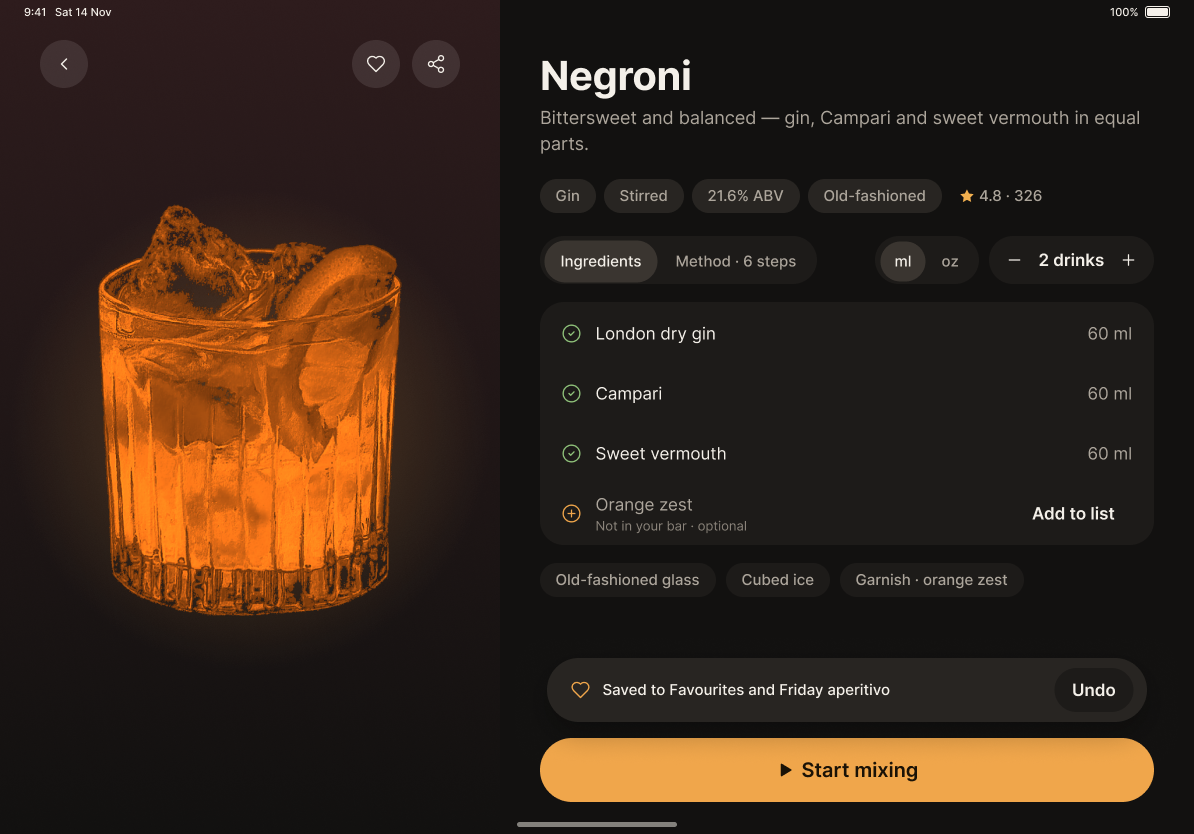 9:41 Sat 14 Nov
100%
Negroni
Bittersweet and balanced — gin, Campari and sweet vermouth in equal
parts.
Gin
Stirred
21.6% ABV
Old-fashioned
4.8 · 326
Ingredients
Method · 6 steps
ml
oz
2 drinks
London dry gin
60 ml
Campari
60 ml
Sweet vermouth
60 ml
Orange zest
Not in your bar · optional
Add to list
Old-fashioned glass
Cubed ice
Garnish · orange zest
Saved to Favourites and Friday aperitivo
Undo
Start mixing